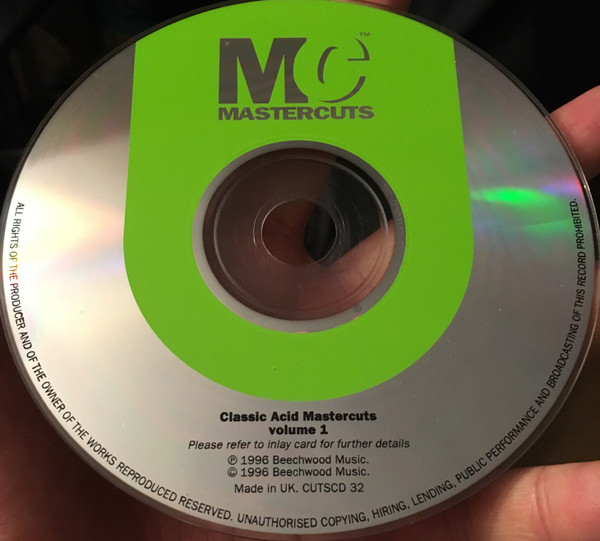 MC™
MASTERCUTS
Classic Acid Mastercuts
volume 1
Please refer to inlay card for further details
℗ 1996 Beechwood Music.
© 1996 Beechwood Music.
Made in UK. CUTSCD 32
ALL RIGHTS OF THE PRODUCER AND OF THE OWNER OF THE WORKS REPRODUCED RESERVED. UNAUTHORISED COPYING, HIRING, LENDING, PUBLIC PERFORMANCE AND BROADCASTING OF THIS RECORD PROHIBITED.